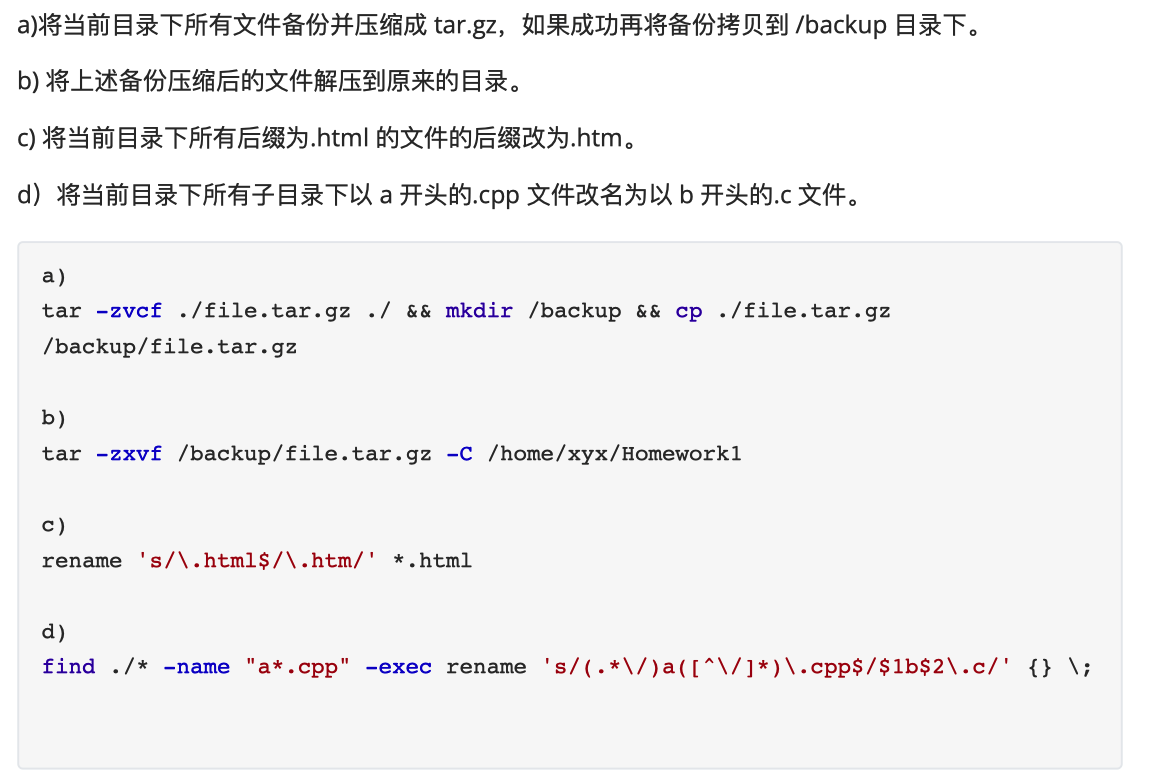 a)将当前目录下所有文件备份并压缩成 tar.gz，如果成功再将备份拷贝到 /backup 目录下。
b) 将上述备份压缩后的文件解压到原来的目录。
c) 将当前目录下所有后缀为.html 的文件的后缀改为.htm。
d）将当前目录下所有子目录下以 a 开头的.cpp 文件改名为以 b 开头的.c 文件。
a)
tar -zvcf ./file.tar.gz ./ && mkdir /backup && cp ./file.tar.gz
/backup/file.tar.gz
b)
tar -zxvf /backup/file.tar.gz -C /home/xyx/Homework1
c)
rename 's/\.html$/\.htm/' *.html
d)
find ./* -name "a*.cpp" -exec rename 's/(.*\/)a([^\/]*)\.cpp$/$1b$2\.c/' {} \;